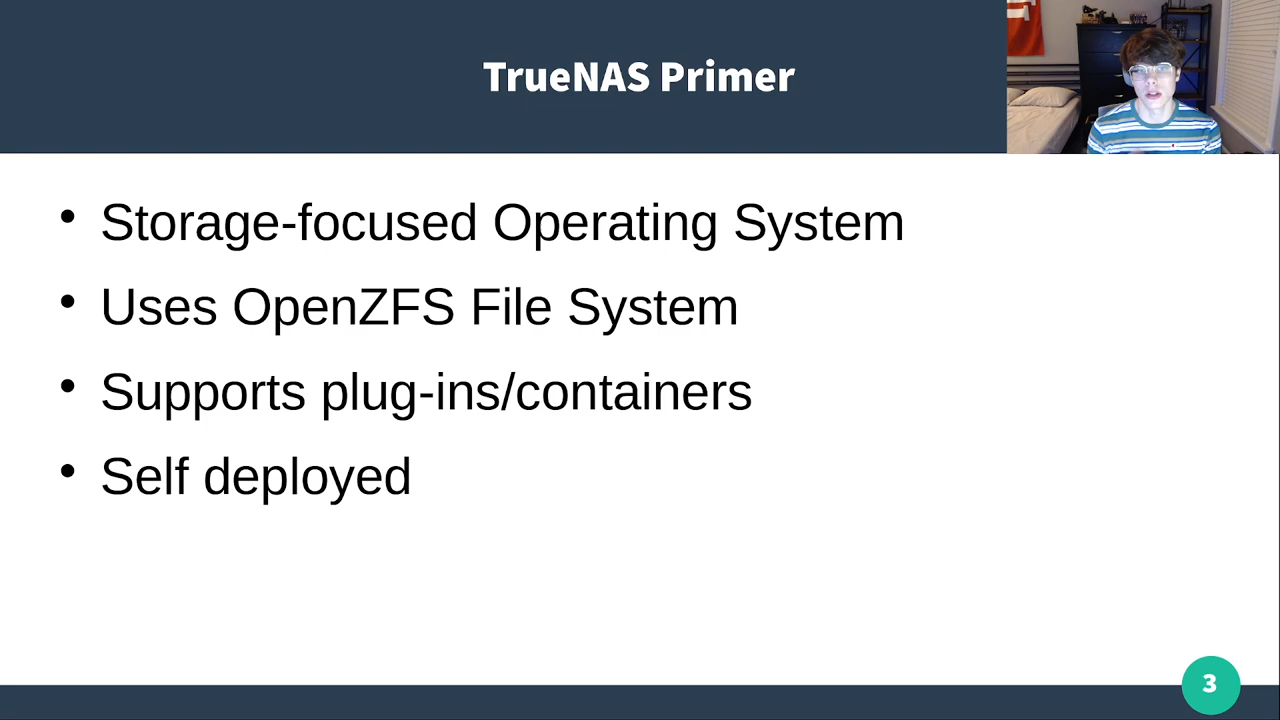 TrueNAS Primer
• Storage-focused Operating System
• Uses OpenZFS File System
• Supports plug-ins/containers
• Self deployed
3